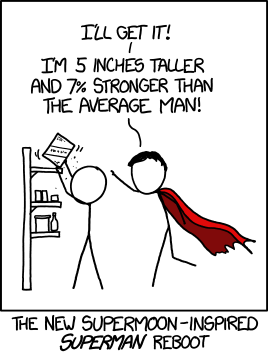 I'LL GET IT!
I'M 5 INCHES TALLER
AND 7% STRONGER THAN
THE AVERAGE MAN!
THE NEW SUPERMOON-INSPIRED
SUPERMAN REBOOT